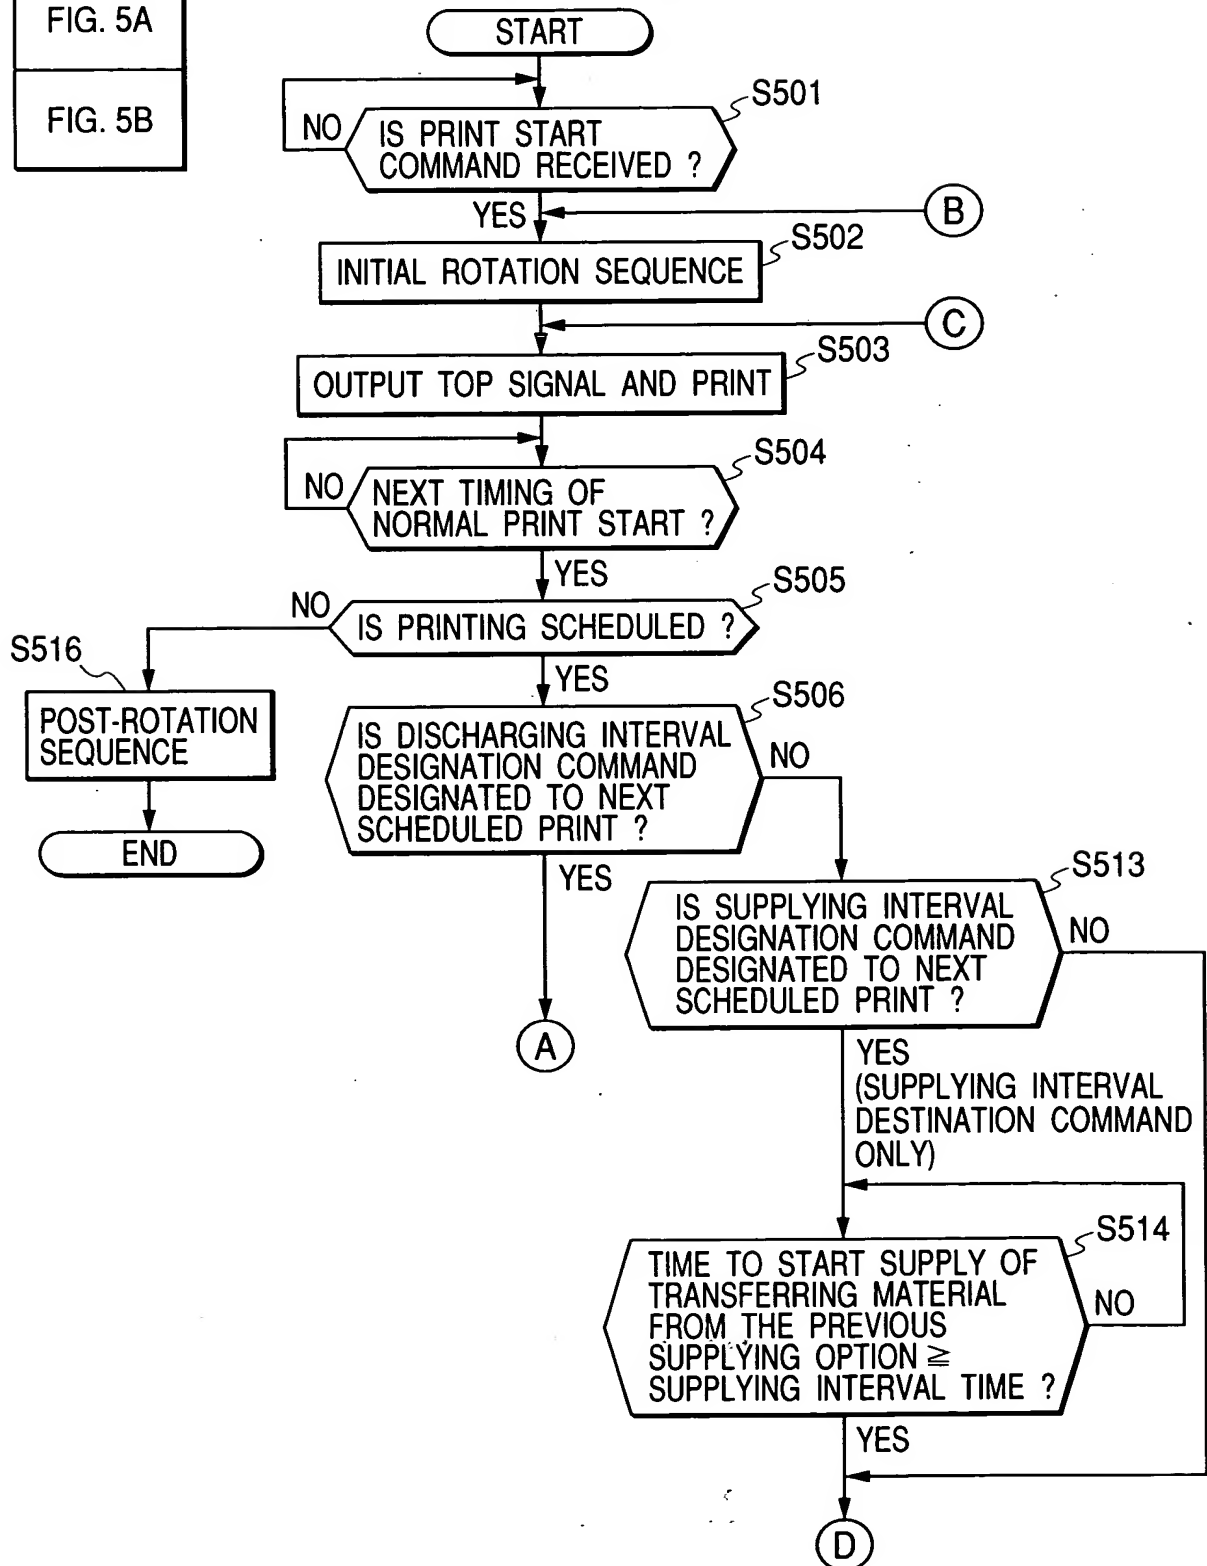 FIG. 5A
FIG. 5B
START
S501
NO
IS PRINT START
COMMAND RECEIVED ?
YES
B
S502
INITIAL ROTATION SEQUENCE
C
S503
OUTPUT TOP SIGNAL AND PRINT
S504
NO
NEXT TIMING OF
NORMAL PRINT START ?
YES
S505
NO
IS PRINTING SCHEDULED ?
S516
YES
POST-ROTATION
SEQUENCE
END
S506
IS DISCHARGING INTERVAL
DESIGNATION COMMAND
DESIGNATED TO NEXT
SCHEDULED PRINT ?
NO
YES
A
S513
IS SUPPLYING INTERVAL
DESIGNATION COMMAND
DESIGNATED TO NEXT
SCHEDULED PRINT ?
NO
YES
(SUPPLYING INTERVAL
DESTINATION COMMAND
ONLY)
S514
TIME TO START SUPPLY OF
TRANSFERRING MATERIAL
FROM THE PREVIOUS
SUPPLYING OPTION ≧
SUPPLYING INTERVAL TIME ?
NO
YES
D